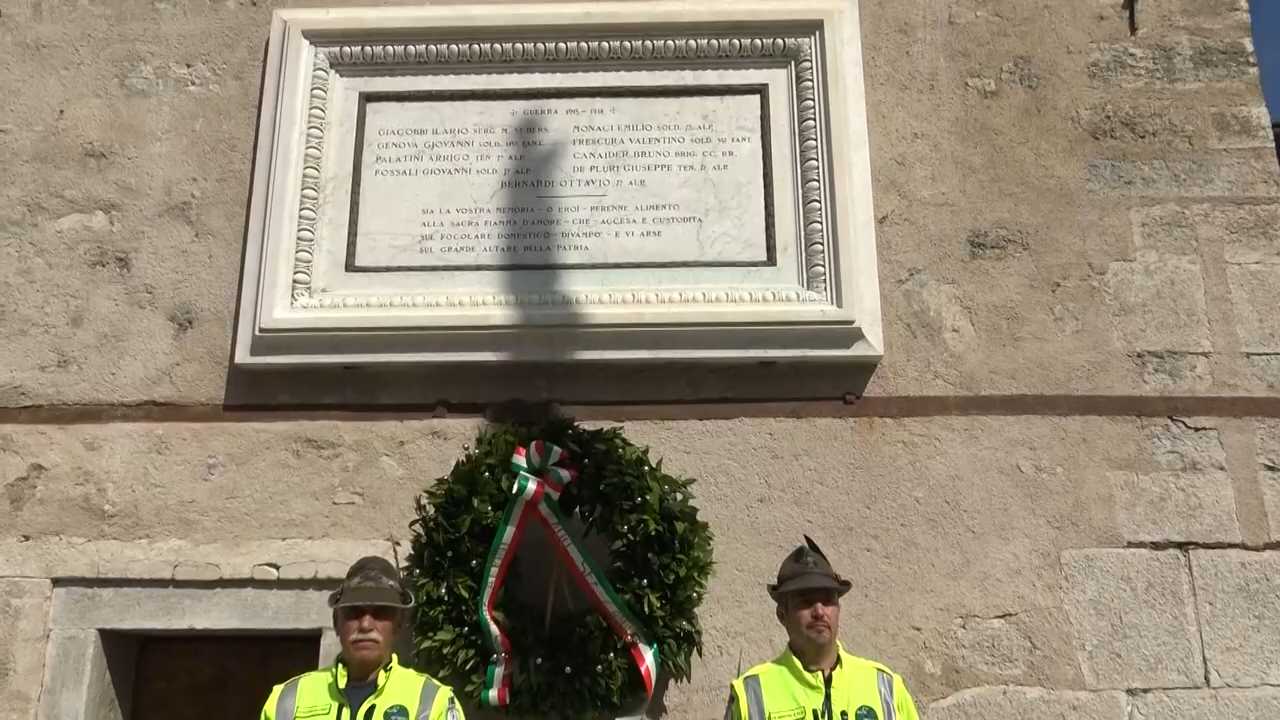 GUERRA 1915 - 1918
GIACOBBI ILARIO SERG. M. 5? BERS.
GENOVA GIOVANNI SOLD. FANT.
PALATINI ARRIGO TEN 7? ALP.
FOSSALI GIOVANNI SOLD. 7? ALP.
MONACI EMILIO SOLD. 7? ALP.
FRESCURA VALENTINO SOLD. FANT.
CANAIDER BRUNO BRIG. CC. RR.
DE PLURI GIUSEPPE TEN. 7? ALP.
BERNARDI OTTAVIO 7? ALP.
SIA LA VOSTRA MEMORIA - O EROI - PERENNE ALIMENTO
ALLA SACRA FIAMMA D'AMORE - CHE - ACCESA E CUSTODITA
SUL FOCOLARE DOMESTICO - DIVAMPO' - E VI ARSE
SUL GRANDE ALTARE DELLA PATRIA